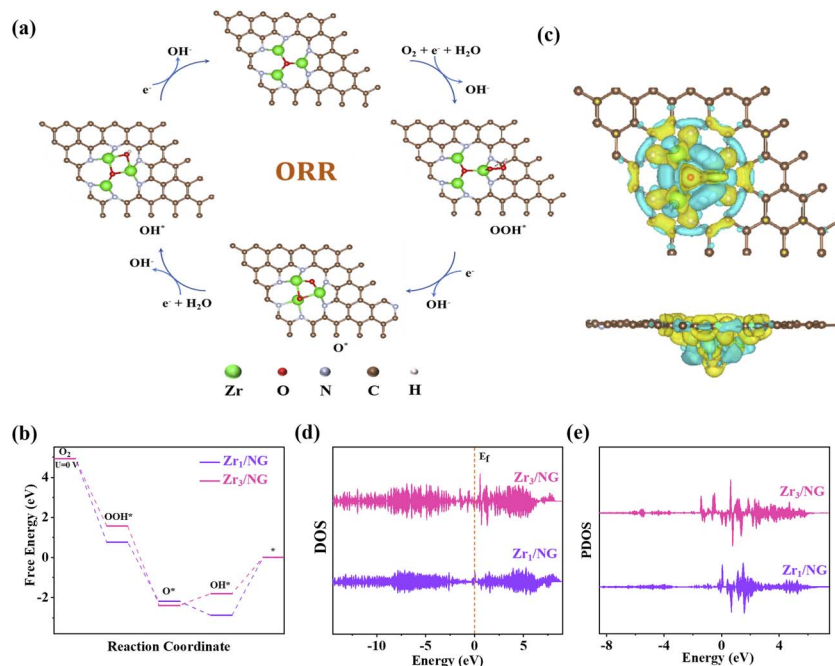 (a)
OH⁻
e⁻
O₂ + e⁻ + H₂O
OH⁻
ORR
OH*
OOH*
OH⁻
e⁻ + H₂O
e⁻
OH⁻
O*
Zr O N C H
(c)
(b)
O₂
U=0 V
Zr₁/NG
Zr₃/NG
OOH*
O*
OH*
*
4
2
0
-2
Free Energy (eV)
Reaction Coordinate
(d)
E_f
Zr₃/NG
Zr₁/NG
DOS
-10 -5 0 5
Energy (eV)
(e)
Zr₃/NG
Zr₁/NG
PDOS
-8 -4 0 4 8
Energy (eV)